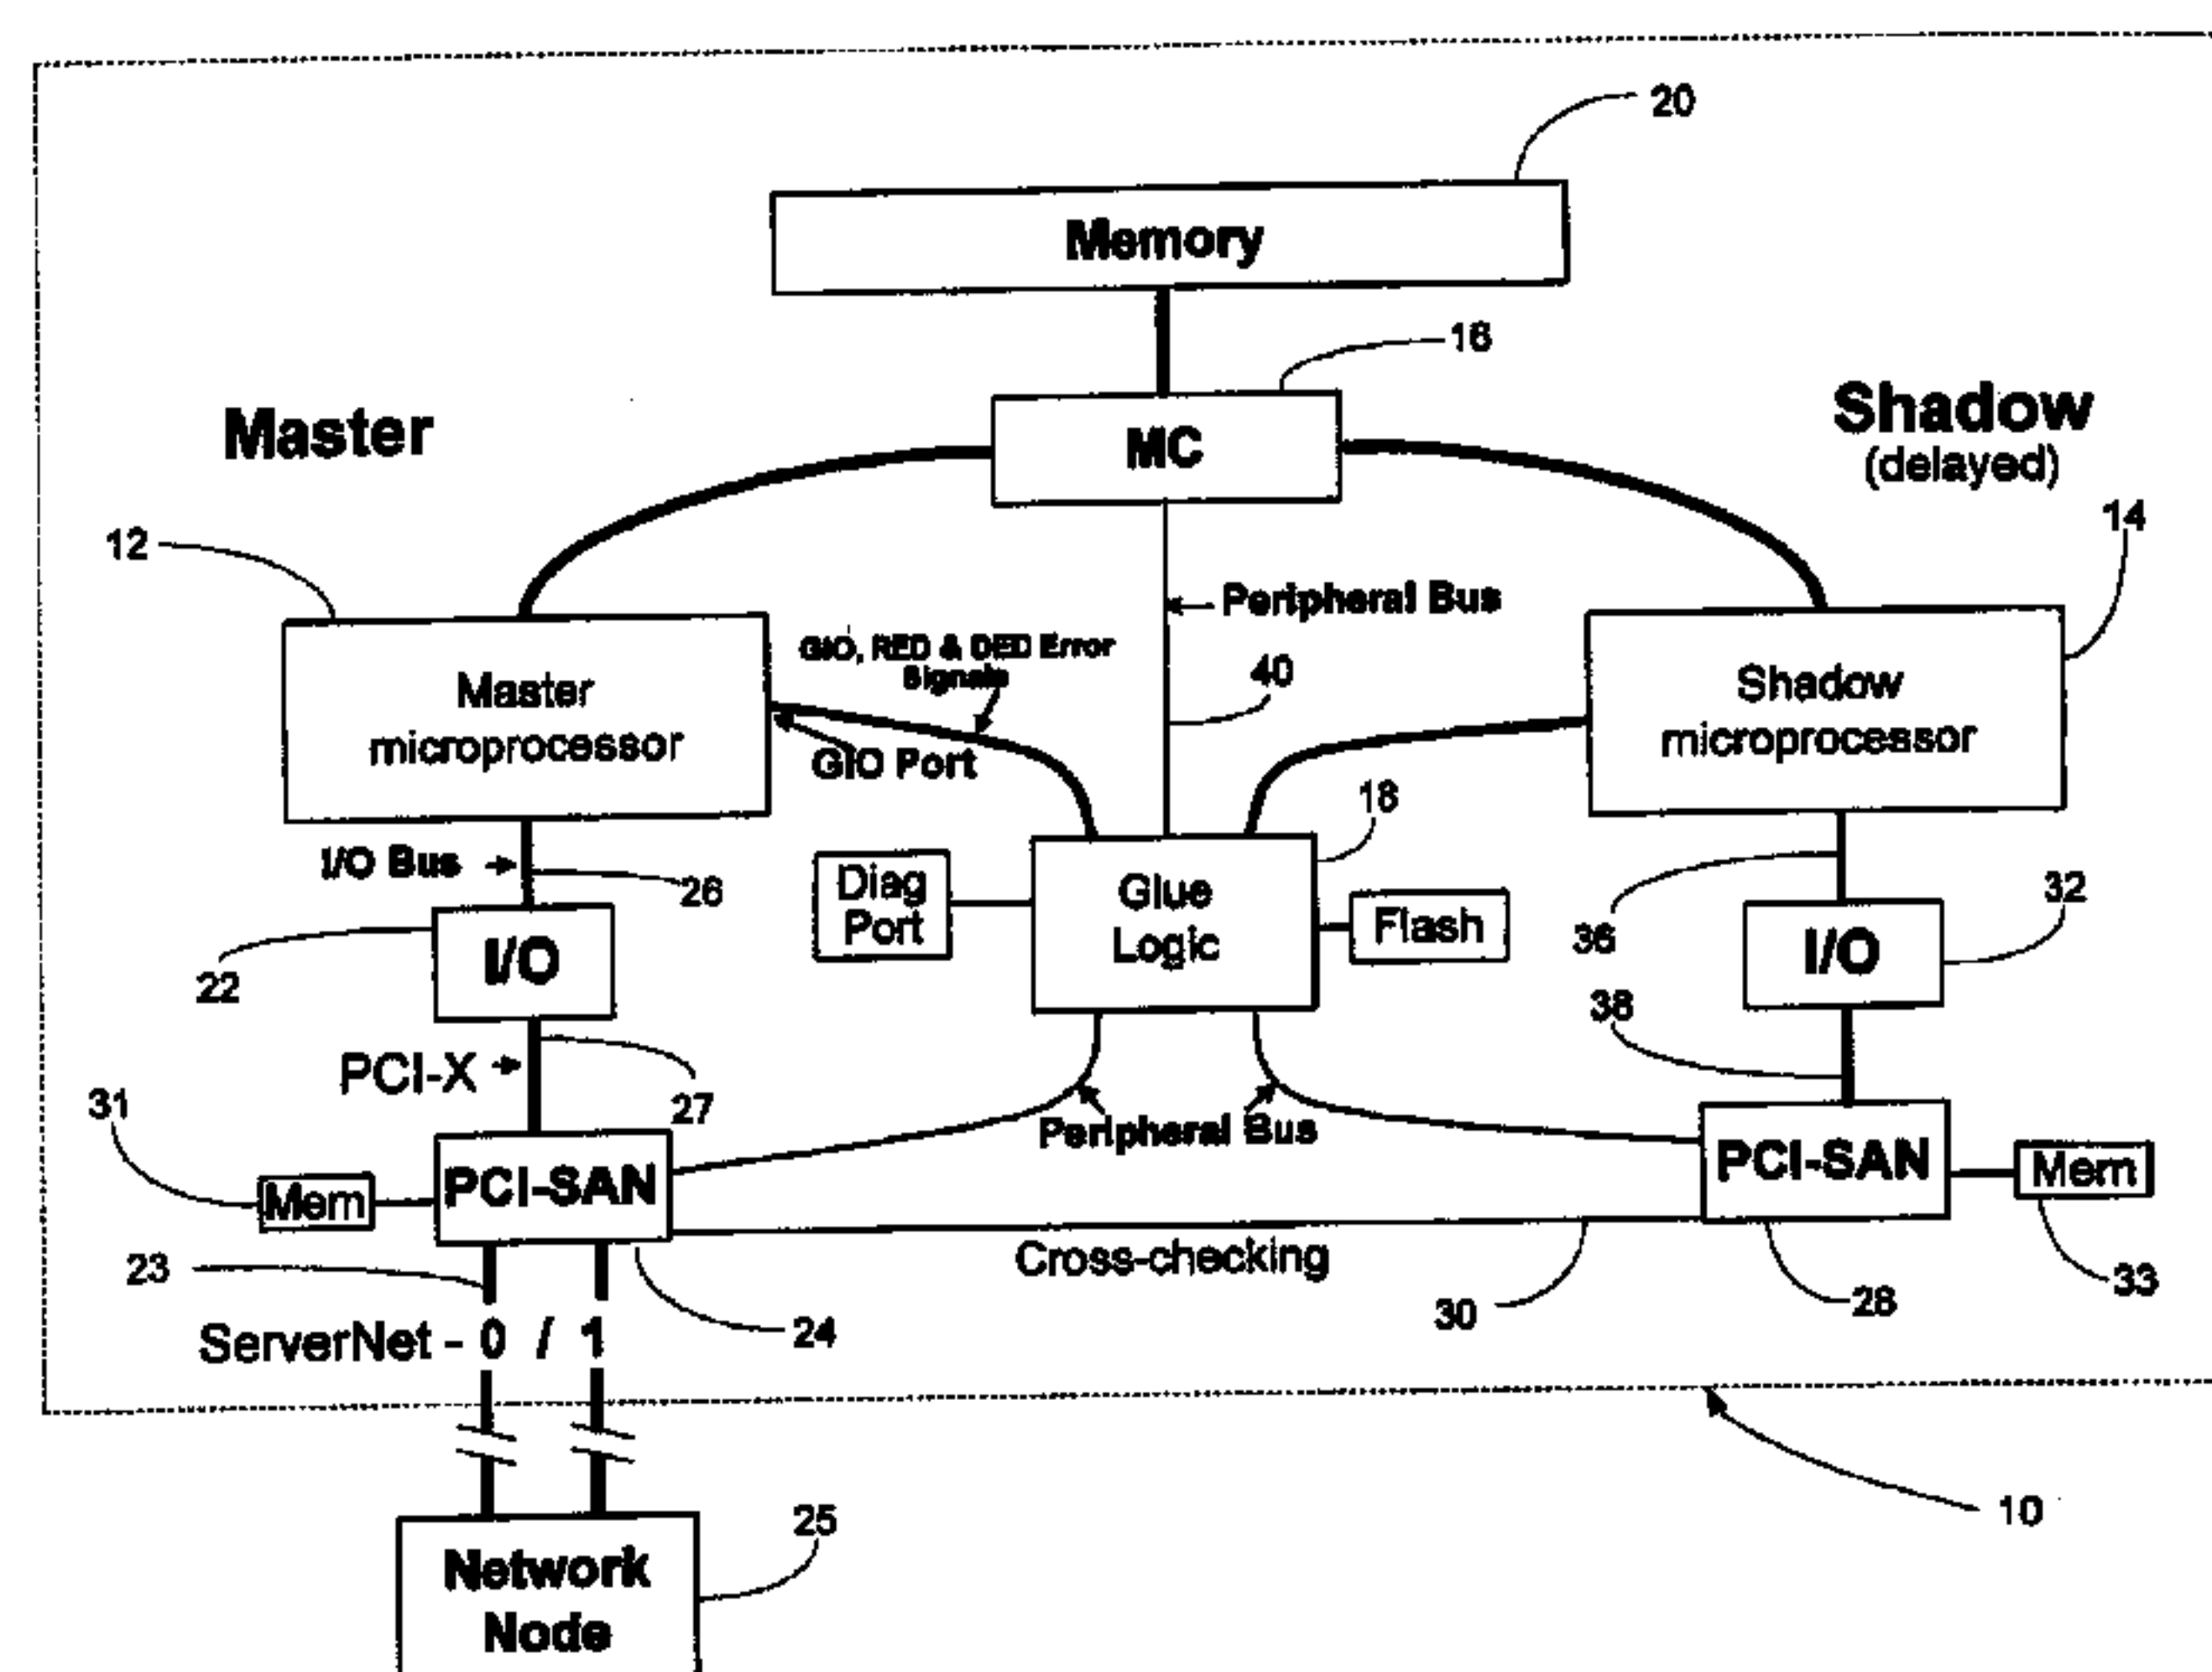 20
Memory
16
Master
MC
Shadow
(delayed)
12
14
Peripheral Bus
GIO, RED & DED Error
Signals
40
Master
microprocessor
Shadow
microprocessor
GIO Port
18
I/O Bus
26
Diag
Port
Glue
Logic
Flash
36
32
22
I/O
I/O
38
PCI-X
27
31
Peripheral Bus
Mem
PCI-SAN
PCI-SAN
Mem
23
Cross-checking
33
30
28
ServerNet - 0 / 1
24
10
25
Network
Node